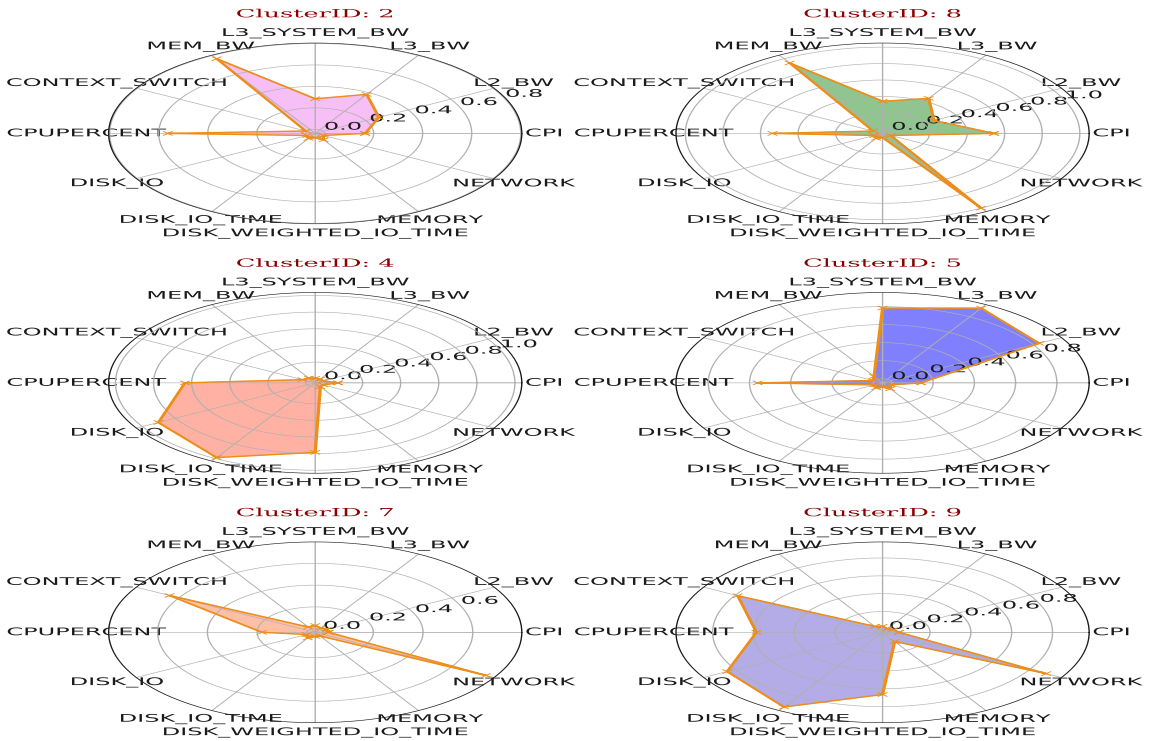 ClusterID: 2
L3_SYSTEM_BW
MEM_BW
L3_BW
CONTEXT_SWITCH
L2_BW
0.8
0.6
0.4
0.2
0.0
CPUPERCENT
CPI
DISK_IO
NETWORK
DISK_IO_TIME
MEMORY
DISK_WEIGHTED_IO_TIME
ClusterID: 8
L3_SYSTEM_BW
MEM_BW
L3_BW
CONTEXT_SWITCH
L2_BW
1.0
0.8
0.6
0.4
0.2
0.0
CPUPERCENT
CPI
DISK_IO
NETWORK
DISK_IO_TIME
MEMORY
DISK_WEIGHTED_IO_TIME
ClusterID: 4
L3_SYSTEM_BW
MEM_BW
L3_BW
CONTEXT_SWITCH
L2_BW
1.0
0.8
0.6
0.4
0.2
0.0
CPUPERCENT
CPI
DISK_IO
NETWORK
DISK_IO_TIME
MEMORY
DISK_WEIGHTED_IO_TIME
ClusterID: 5
L3_SYSTEM_BW
MEM_BW
L3_BW
CONTEXT_SWITCH
L2_BW
0.8
0.6
0.4
0.2
0.0
CPUPERCENT
CPI
DISK_IO
NETWORK
DISK_IO_TIME
MEMORY
DISK_WEIGHTED_IO_TIME
ClusterID: 7
L3_SYSTEM_BW
MEM_BW
L3_BW
CONTEXT_SWITCH
L2_BW
0.6
0.4
0.2
0.0
CPUPERCENT
CPI
DISK_IO
NETWORK
DISK_IO_TIME
MEMORY
DISK_WEIGHTED_IO_TIME
ClusterID: 9
L3_SYSTEM_BW
MEM_BW
L3_BW
CONTEXT_SWITCH
L2_BW
0.8
0.6
0.4
0.2
0.0
CPUPERCENT
CPI
DISK_IO
NETWORK
DISK_IO_TIME
MEMORY
DISK_WEIGHTED_IO_TIME